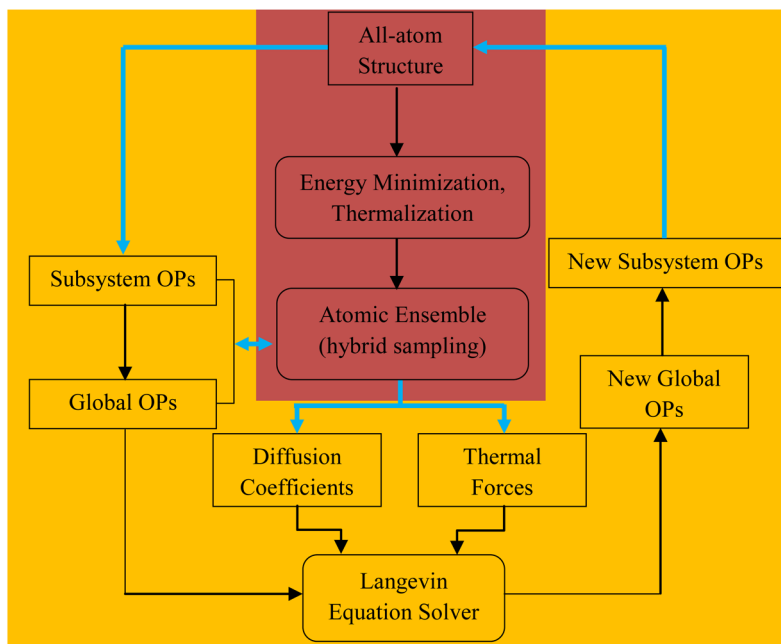 All-atom
Structure
Energy Minimization,
Thermalization
Subsystem OPs
New Subsystem OPs
Atomic Ensemble
(hybrid sampling)
Global OPs
New Global
OPs
Diffusion
Coefficients
Thermal
Forces
Langevin
Equation Solver